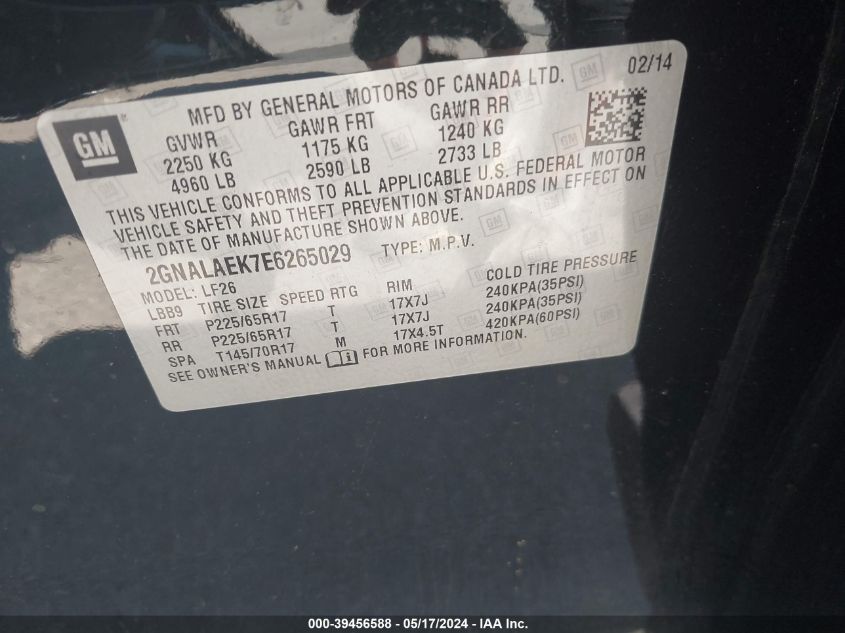 GM
MFD BY GENERAL MOTORS OF CANADA LTD. 02/14
GVWR GAWR FRT GAWR RR
2250 KG 1175 KG 1240 KG
4960 LB 2590 LB 2733 LB
THIS VEHICLE CONFORMS TO ALL APPLICABLE U.S. FEDERAL MOTOR
VEHICLE SAFETY AND THEFT PREVENTION STANDARDS IN EFFECT ON
THE DATE OF MANUFACTURE SHOWN ABOVE.
2GNALAEK7E6265029 TYPE: M.P.V.
MODEL: LF26
LBB9 TIRE SIZE SPEED RTG RIM COLD TIRE PRESSURE
FRT P225/65R17 T 17X7J 240KPA(35PSI)
RR P225/65R17 T 17X7J 240KPA(35PSI)
SPA T145/70R17 M 17X4.5T 420KPA(60PSI)
SEE OWNER'S MANUAL FOR MORE INFORMATION.
000-39456588 - 05/17/2024 - IAA Inc.